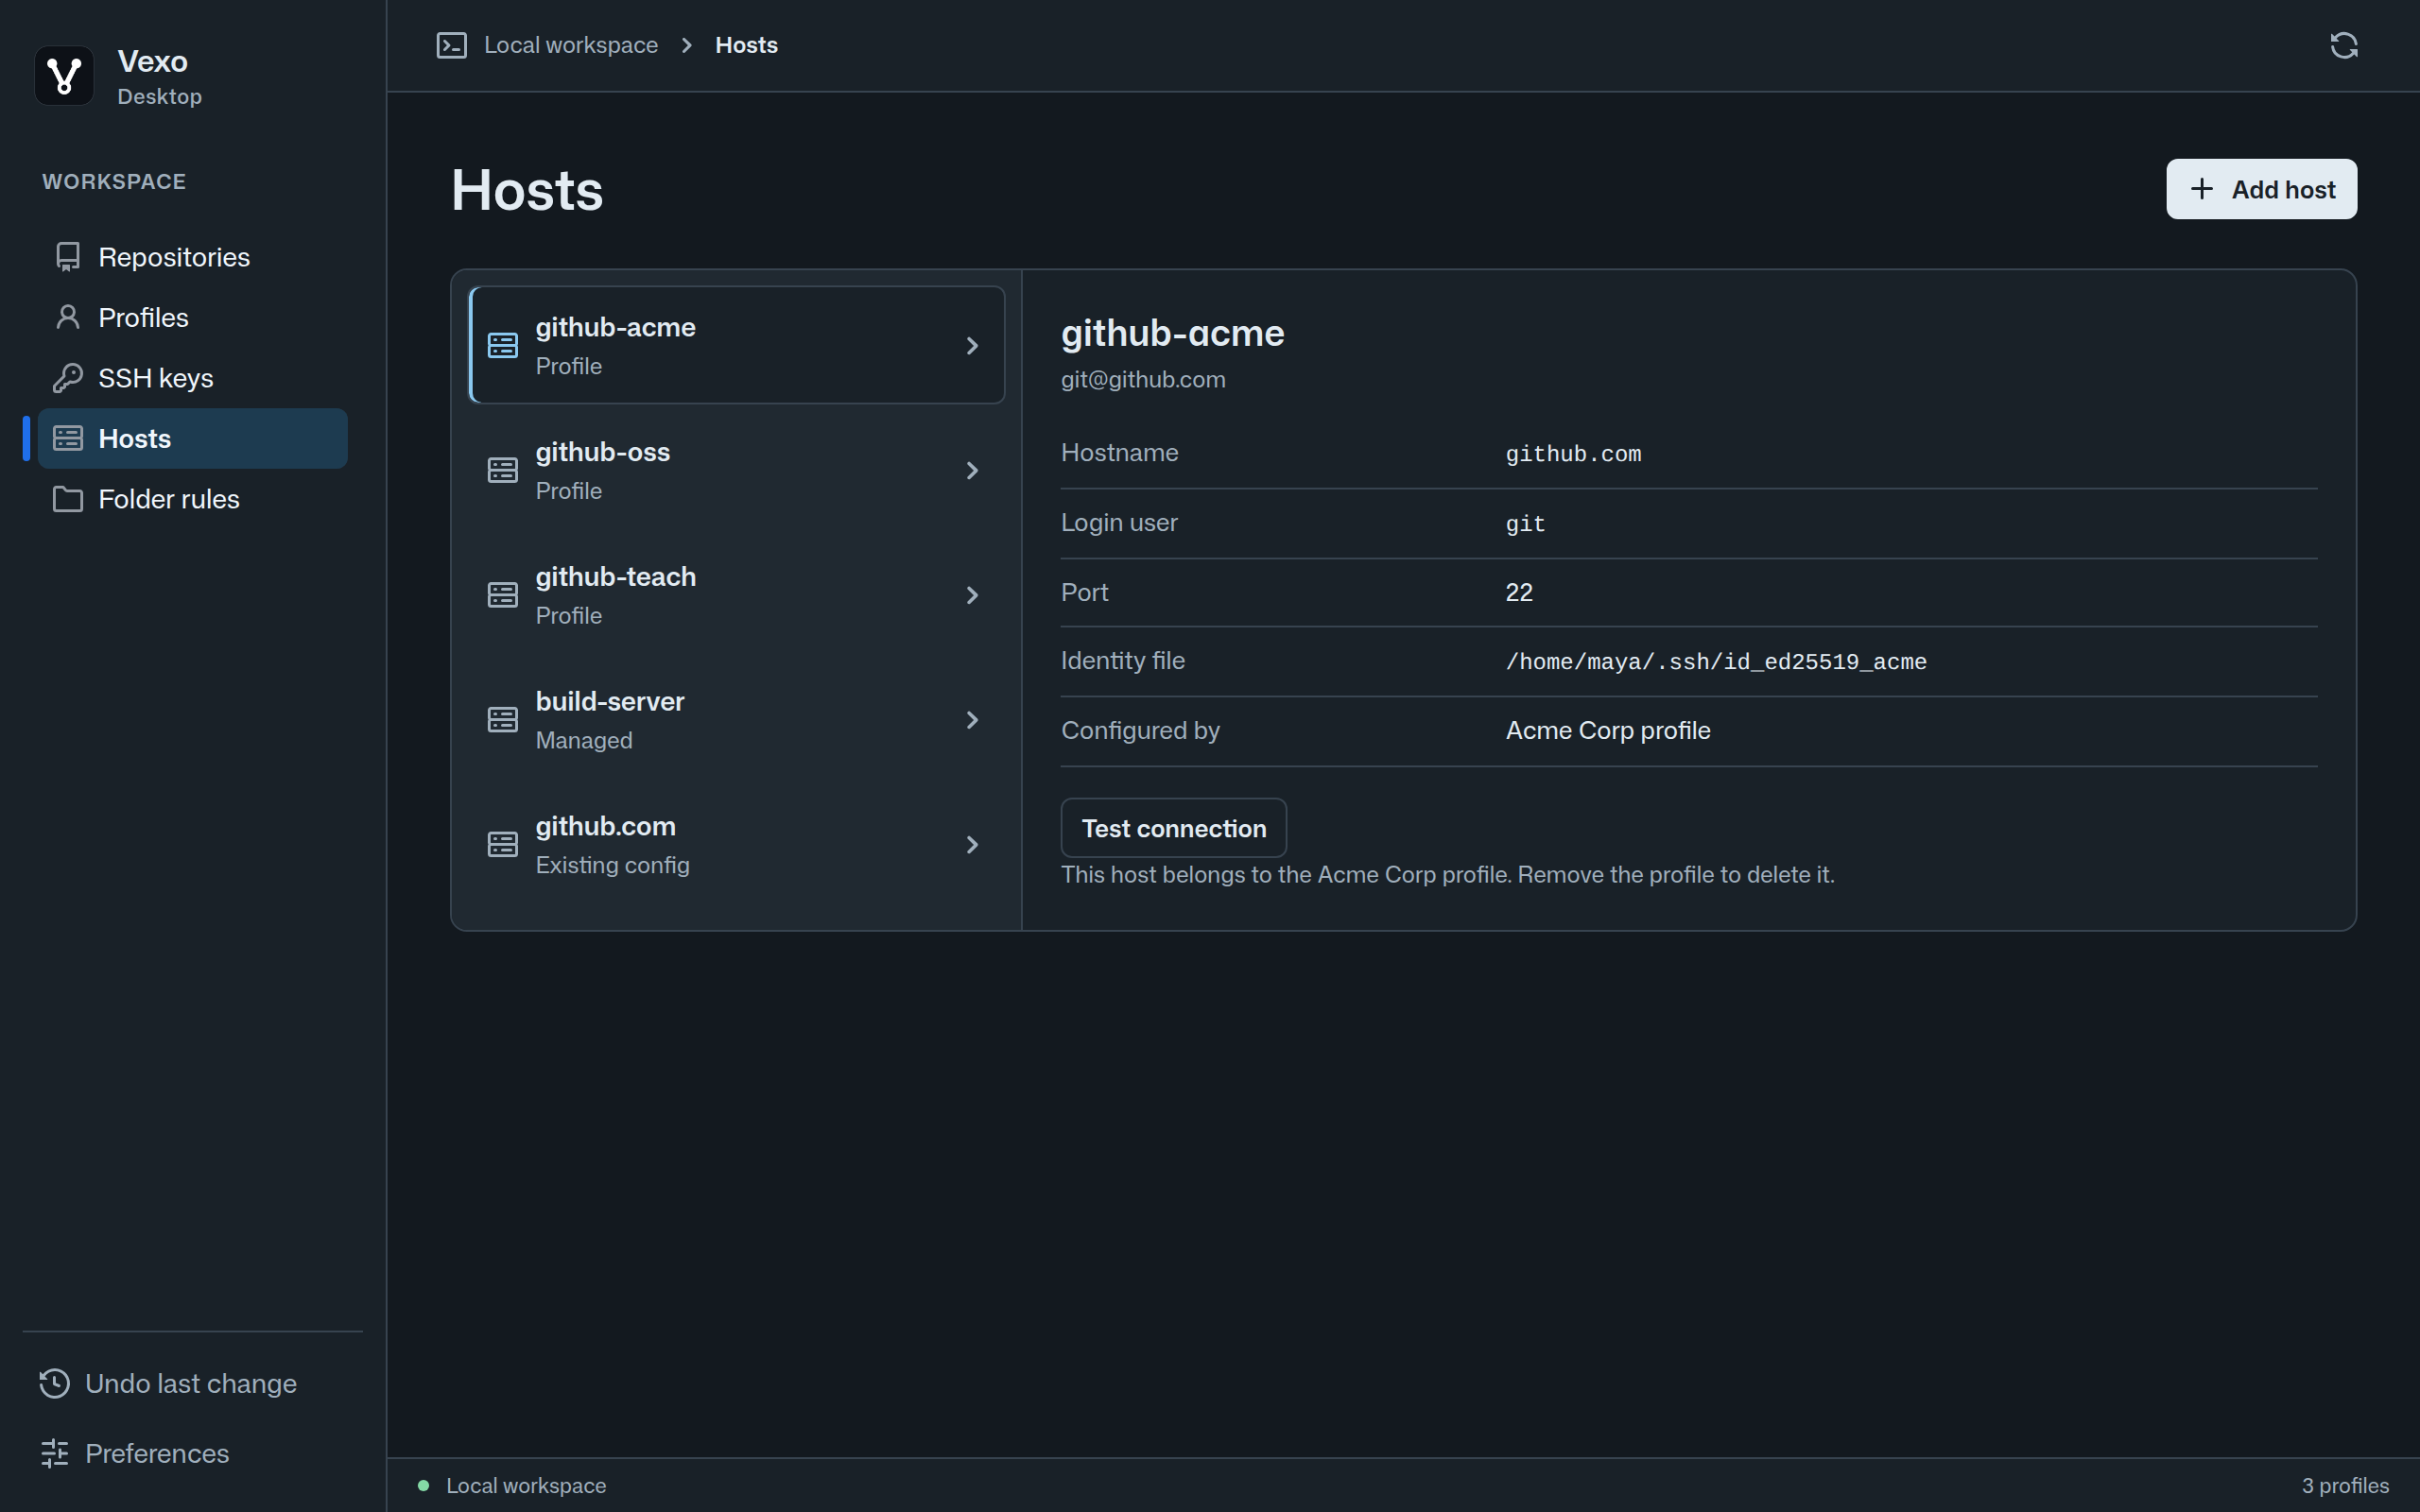 Vexo
Desktop
WORKSPACE
Repositories
Profiles
SSH keys
Hosts
Folder rules
Undo last change
Preferences
Local workspace > Hosts
Hosts
Add host
github-acme
Profile
github-oss
Profile
github-teach
Profile
build-server
Managed
github.com
Existing config
github-acme
git@github.com
Hostname github.com
Login user git
Port 22
Identity file /home/maya/.ssh/id_ed25519_acme
Configured by Acme Corp profile
Test connection
This host belongs to the Acme Corp profile. Remove the profile to delete it.
Local workspace
3 profiles